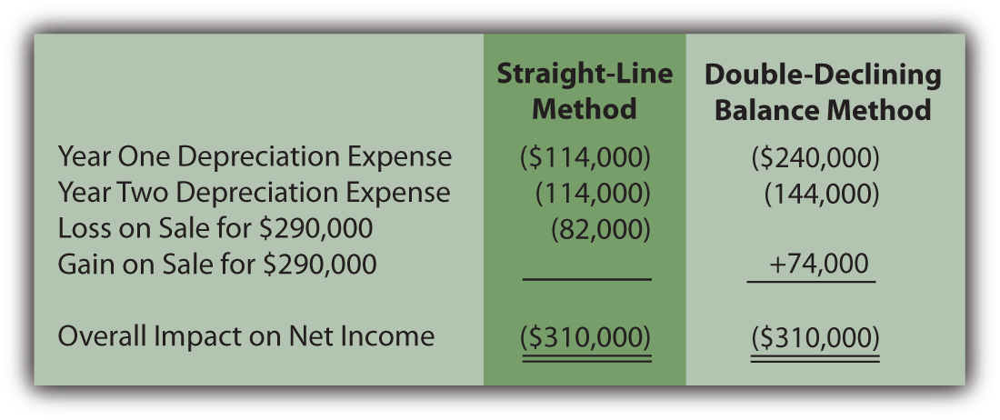 Straight-Line Method Double-Declining Balance Method
Year One Depreciation Expense ($114,000) ($240,000)
Year Two Depreciation Expense (114,000) (144,000)
Loss on Sale for $290,000 (82,000)
Gain on Sale for $290,000 +74,000
Overall Impact on Net Income ($310,000) ($310,000)